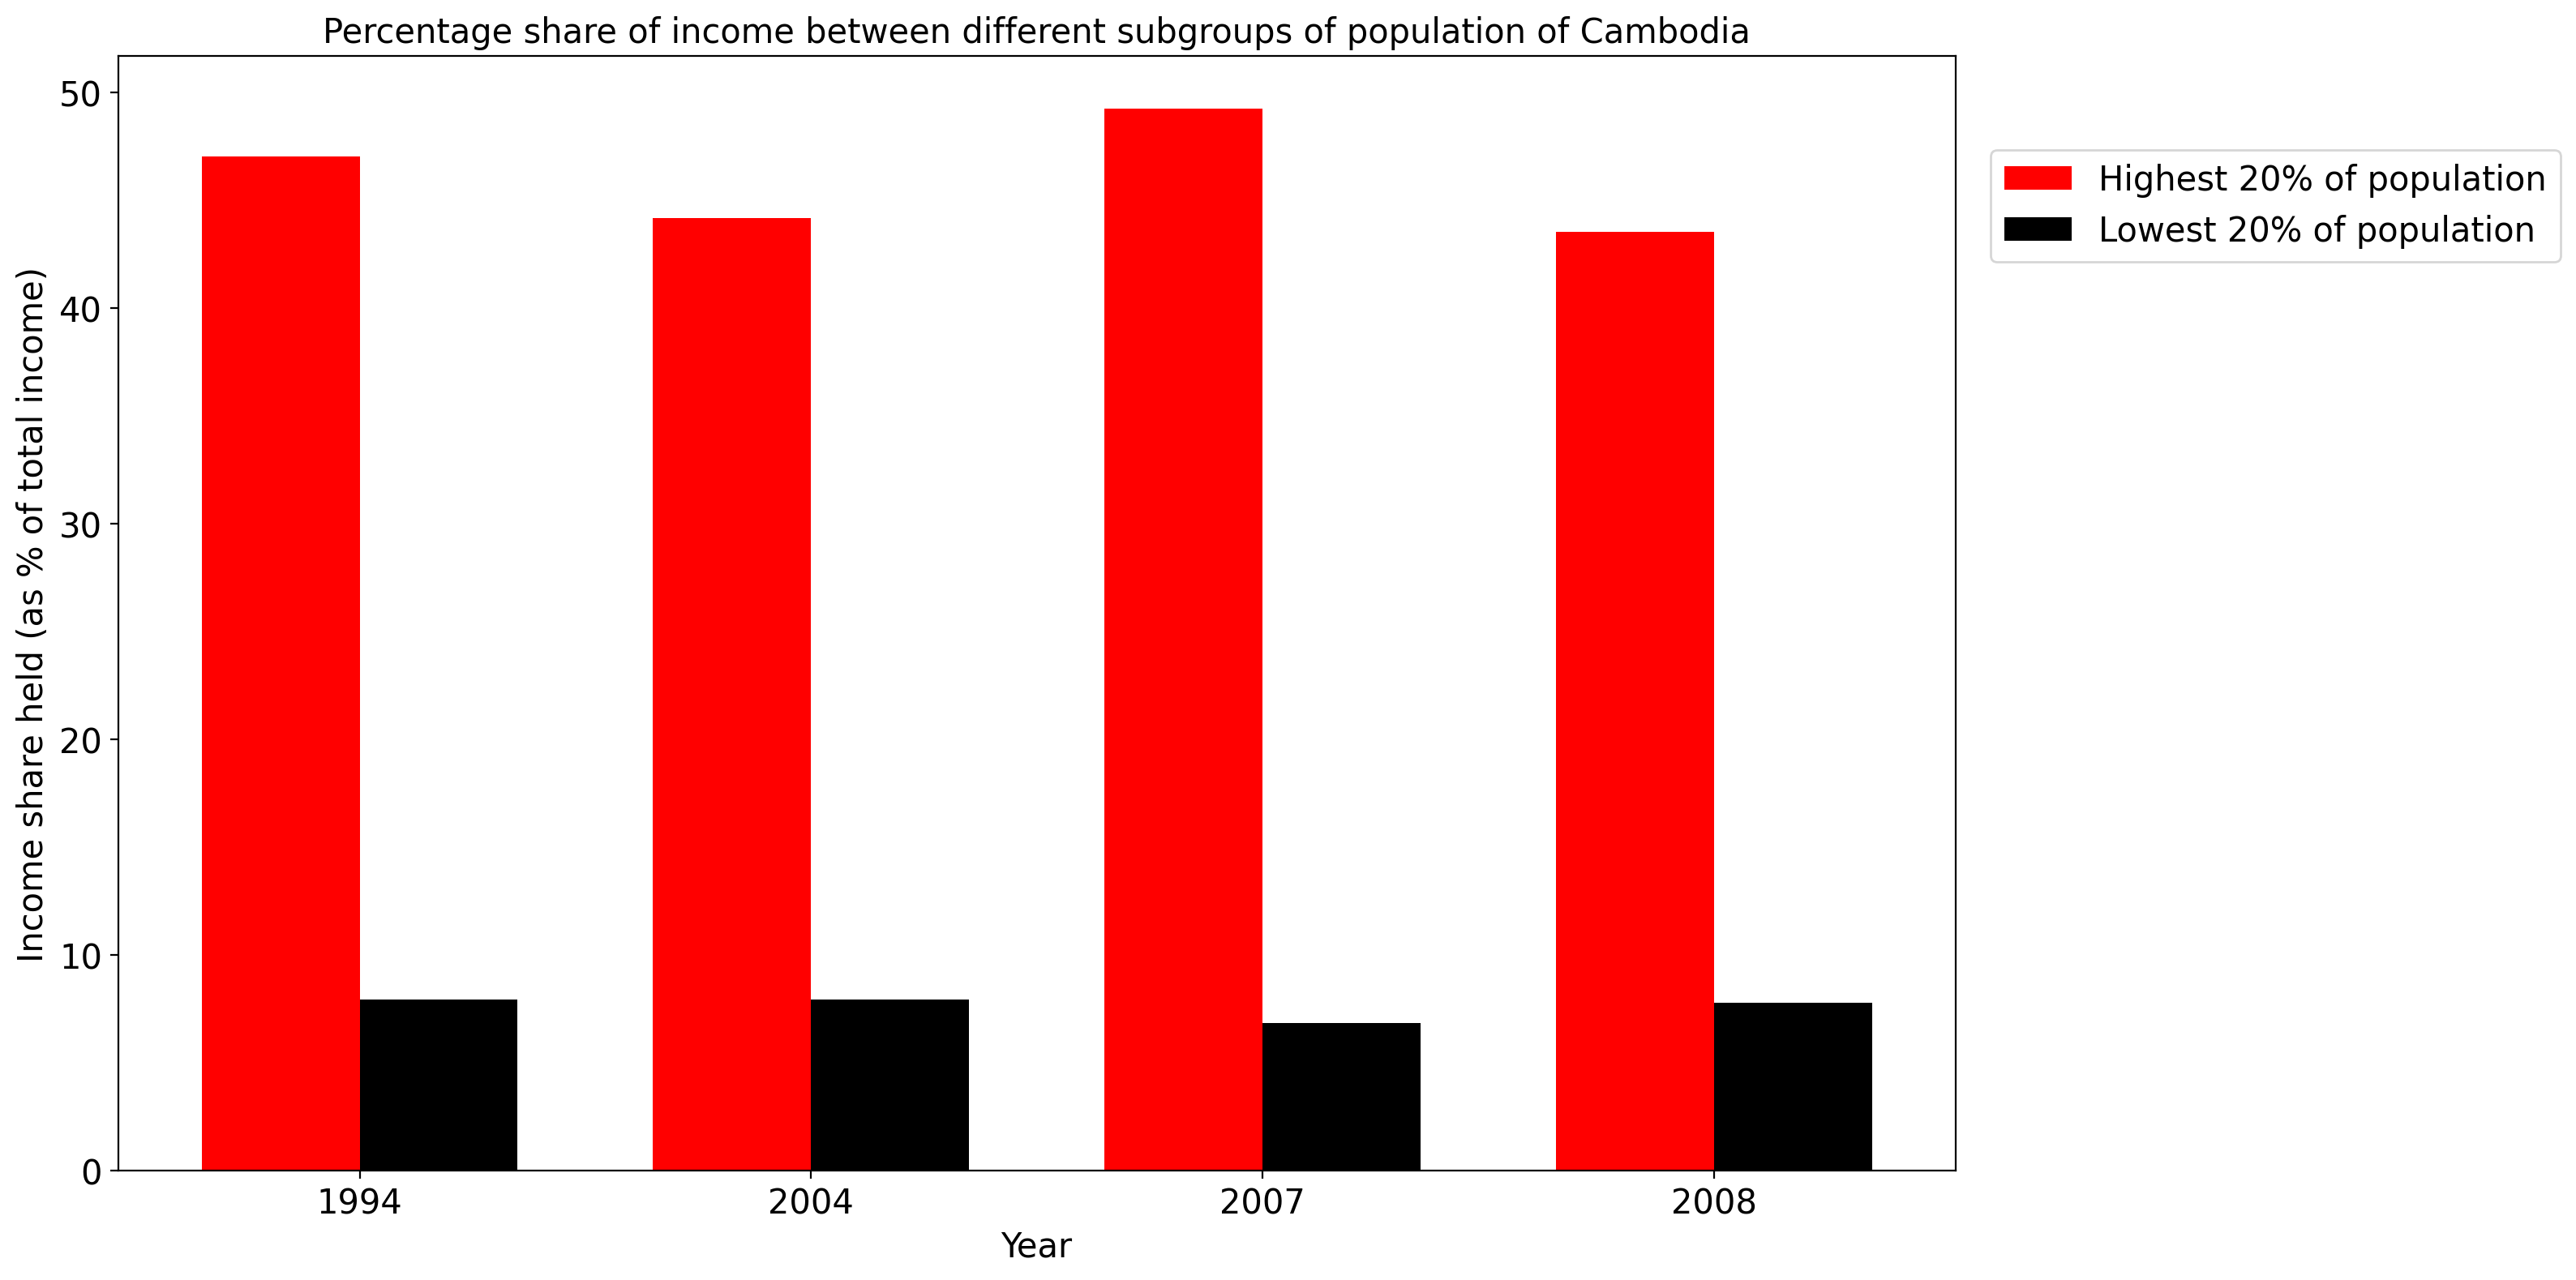 Percentage share of income between different subgroups of population of Cambodia
50
40
30
20
10
0
Income share held (as % of total income)
1994
2004
2007
2008
Year
Highest 20% of population
Lowest 20% of population